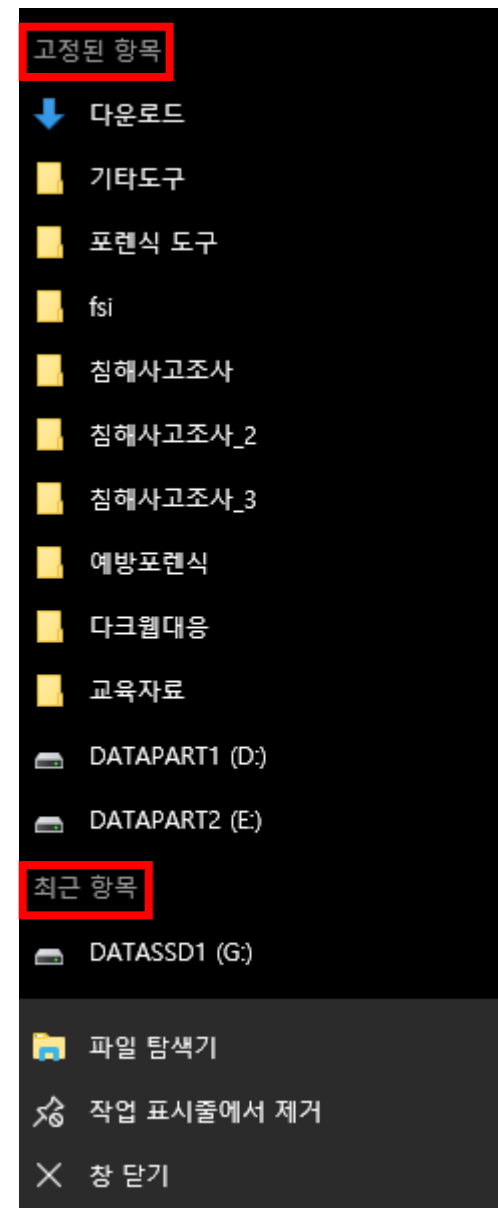 고정된 항목
다운로드
기타도구
포렌식 도구
fsi
침해사고조사
침해사고조사_2
침해사고조사_3
예방포렌식
다크웹대응
교육자료
DATAPART1 (D:)
DATAPART2 (E:)
최근 항목
DATASSD1 (G:)
파일 탐색기
작업 표시줄에서 제거
창 닫기